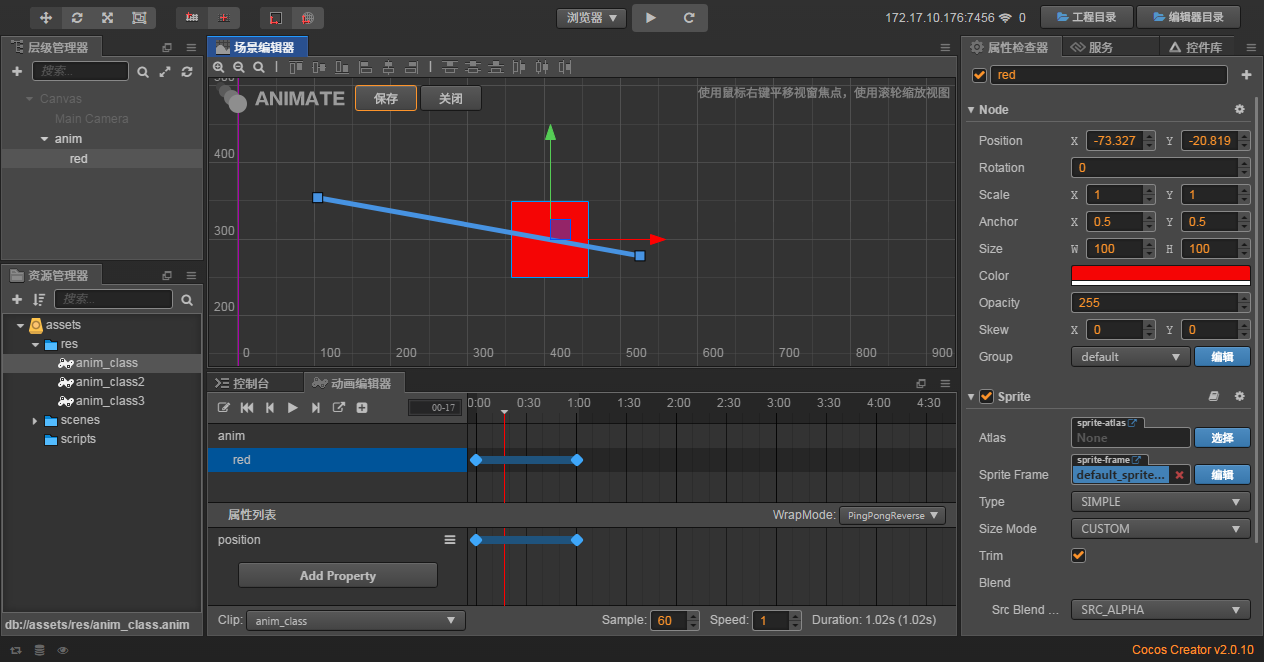 浏览器
172.17.10.176:7456 0
工程目录
编辑器目录
层级管理器
搜索...
Canvas
Main Camera
anim
red
资源管理器
搜索...
assets
res
anim_class
anim_class2
anim_class3
scenes
scripts
db://assets/res/anim_class.anim
场景编辑器
ANIMATE
保存
关闭
使用鼠标右键平移视窗焦点，使用滚轮缩放视图
500
400
300
200
0 100 200 300 400 500 600 700 800 900
控制台
动画编辑器
00-17
0:00 0:30 1:00 1:30 2:00 2:30 3:00 3:30 4:00 4:30
anim
red
属性列表
WrapMode: PingPongReverse
position
Add Property
Clip: anim_class
Sample: 60 Speed: 1 Duration: 1.02s (1.02s)
属性检查器
服务
控件库
red
Node
Position X -73.327 Y -20.819
Rotation 0
Scale X 1 Y 1
Anchor X 0.5 Y 0.5
Size W 100 H 100
Color
Opacity 255
Skew X 0 Y 0
Group default 编辑
Sprite
sprite-atlas
Atlas None 选择
sprite-frame
Sprite Frame default_sprite... 编辑
Type SIMPLE
Size Mode CUSTOM
Trim
Blend
Src Blend ... SRC_ALPHA
Cocos Creator v2.0.10